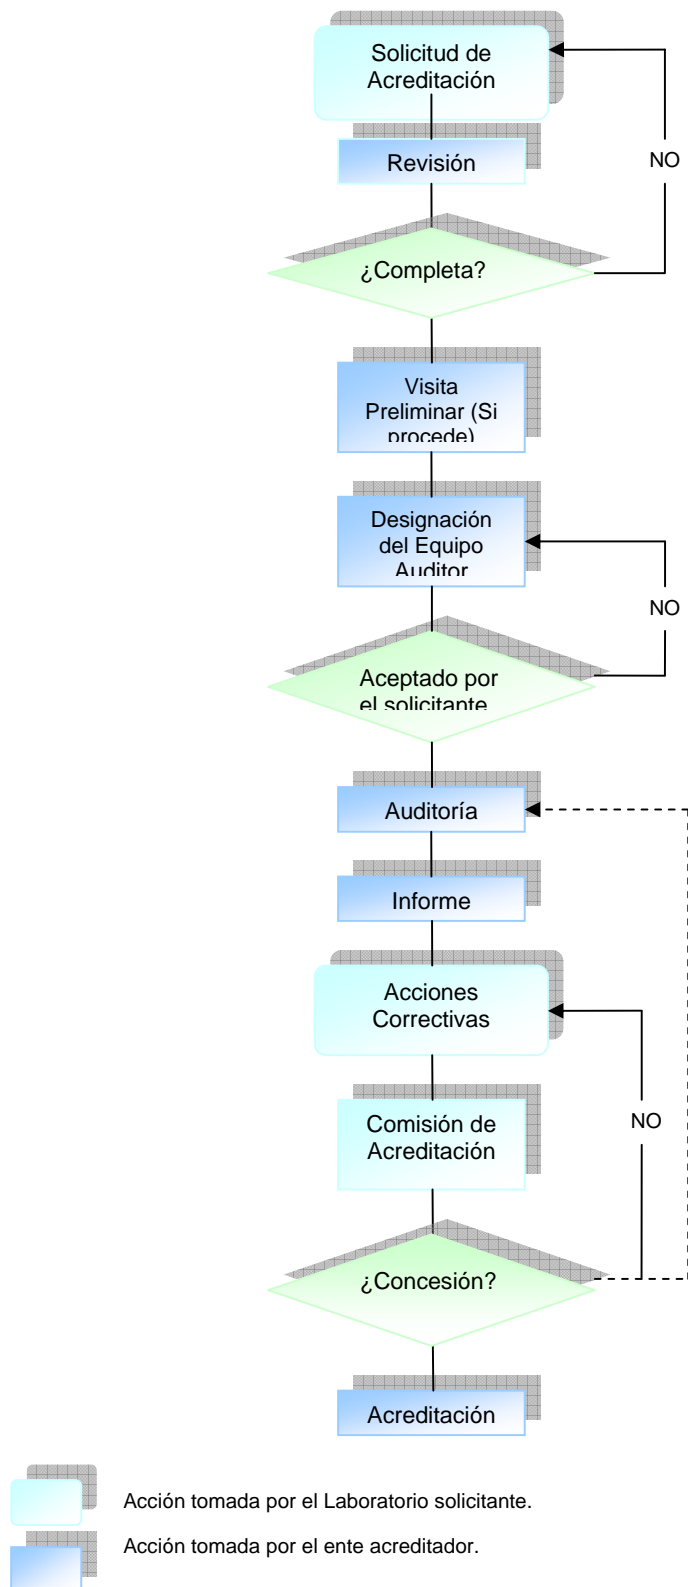 Solicitud de
Acreditación
NO
Revisión
¿Completa?
Visita
Preliminar (Si
procede)
Designación
del Equipo
Auditor
NO
Aceptado por
el solicitante
Auditoría
Informe
Acciones
Correctivas
NO
Comisión de
Acreditación
¿Concesión?
Acreditación
Acción tomada por el Laboratorio solicitante.
Acción tomada por el ente acreditador.